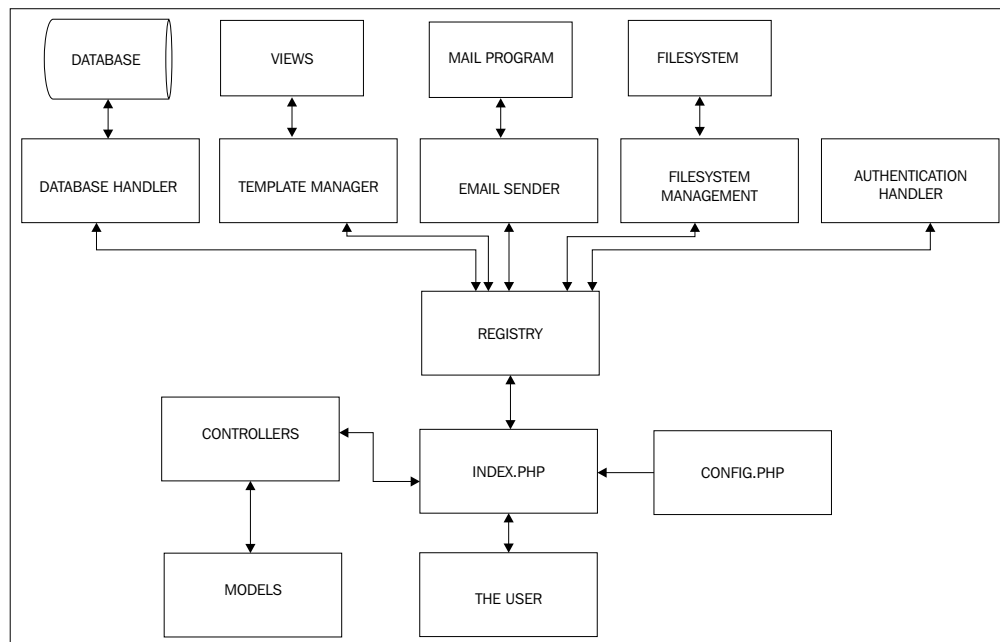 DATABASE
VIEWS
MAIL PROGRAM
FILESYSTEM
DATABASE HANDLER
TEMPLATE MANAGER
EMAIL SENDER
FILESYSTEM
MANAGEMENT
AUTHENTICATION
HANDLER
REGISTRY
CONTROLLERS
INDEX.PHP
CONFIG.PHP
MODELS
THE USER